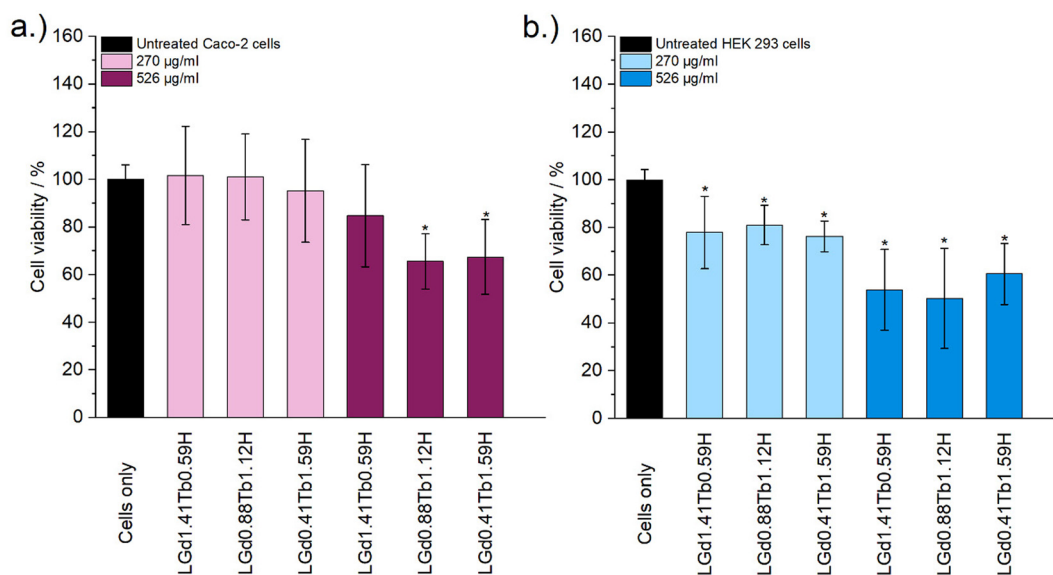 a.)
Untreated Caco-2 cells
270 µg/ml
526 µg/ml
Cell viability / %
160
140
120
100
80
60
40
20
0
Cells only
LGd1.41Tb0.59H
LGd0.88Tb1.12H
LGd0.41Tb1.59H
LGd1.41Tb0.59H
LGd0.88Tb1.12H
LGd0.41Tb1.59H
*
*
b.)
Untreated HEK 293 cells
270 µg/ml
526 µg/ml
Cell viability / %
160
140
120
100
80
60
40
20
0
Cells only
LGd1.41Tb0.59H
LGd0.88Tb1.12H
LGd0.41Tb1.59H
LGd1.41Tb0.59H
LGd0.88Tb1.12H
LGd0.41Tb1.59H
*
*
*
*
*
*